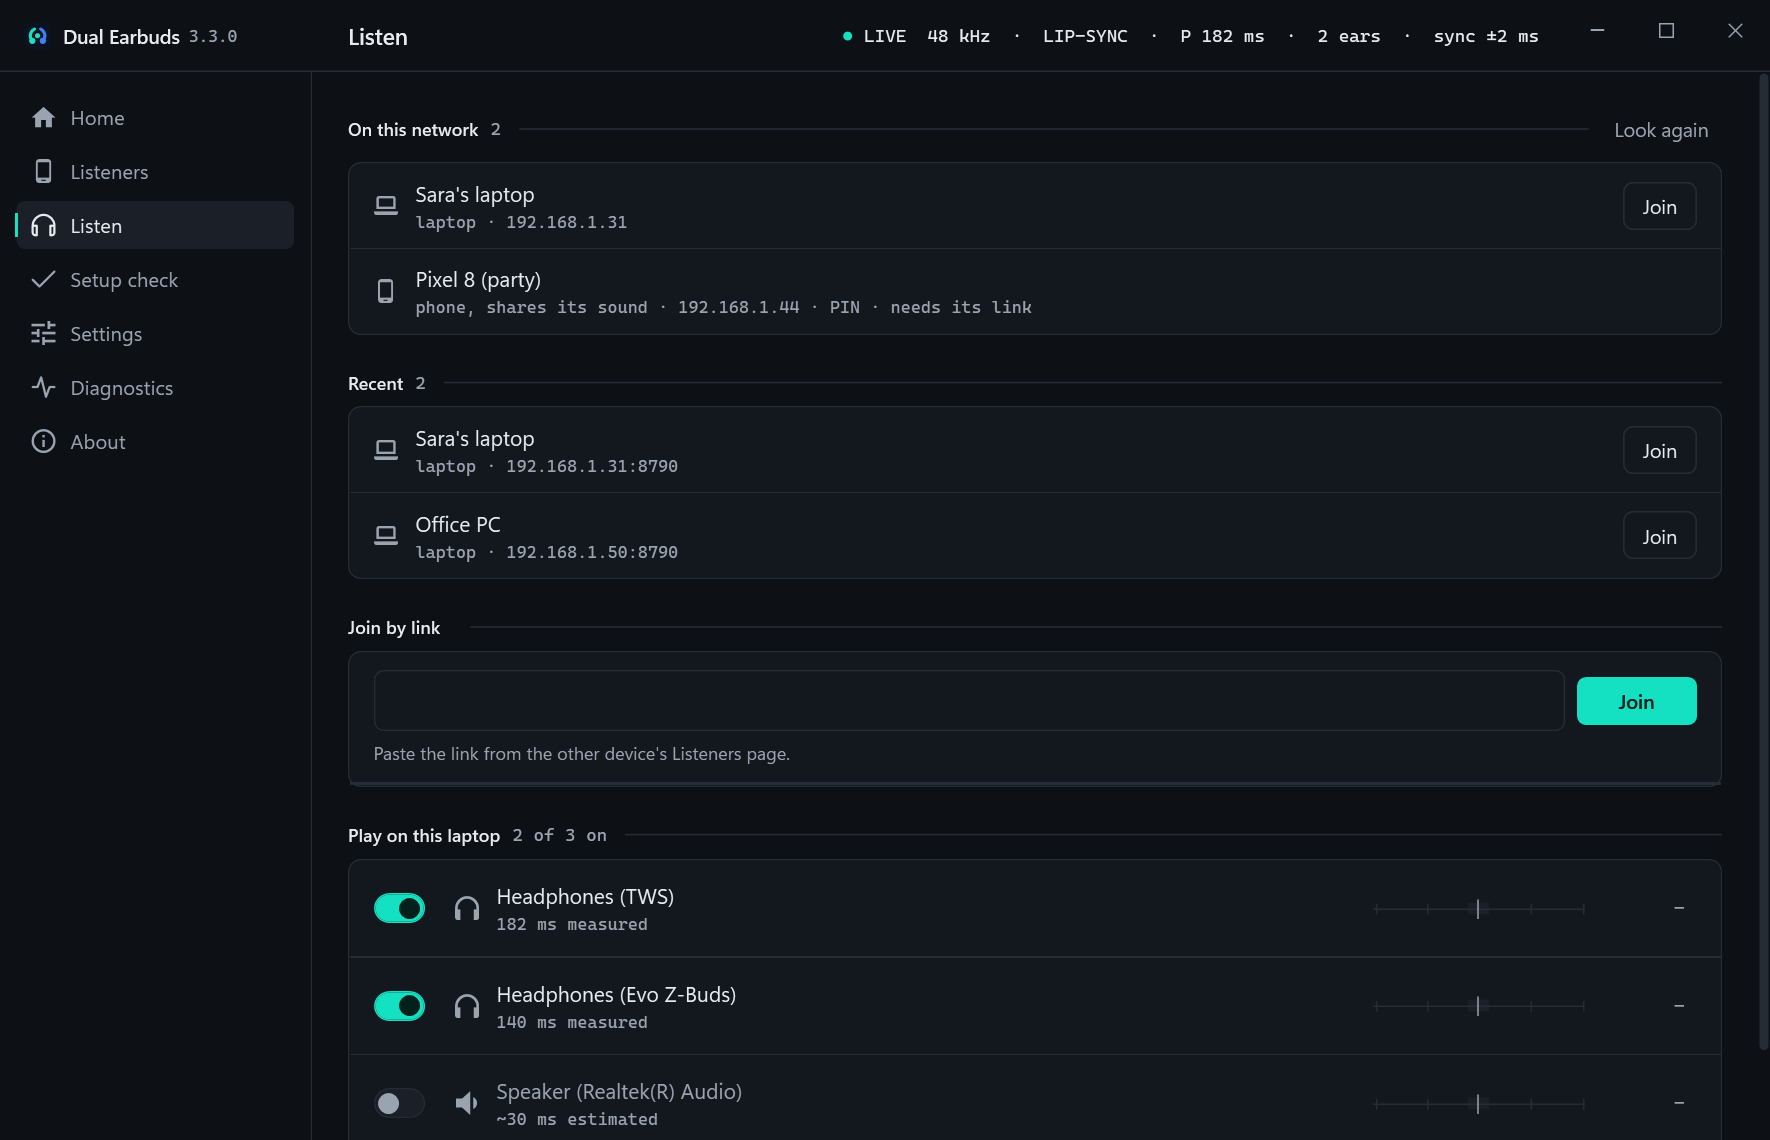 Dual Earbuds 3.3.0
Listen
LIVE 48 kHz · LIP-SYNC · P 182 ms · 2 ears · sync ±2 ms
Home
Listeners
Listen
Setup check
Settings
Diagnostics
About
On this network 2
Look again
Sara's laptop
laptop · 192.168.1.31
Join
Pixel 8 (party)
phone, shares its sound · 192.168.1.44 · PIN · needs its link
Recent 2
Sara's laptop
laptop · 192.168.1.31:8790
Join
Office PC
laptop · 192.168.1.50:8790
Join
Join by link
Join
Paste the link from the other device's Listeners page.
Play on this laptop 2 of 3 on
Headphones (TWS)
182 ms measured
–
Headphones (Evo Z-Buds)
140 ms measured
–
Speaker (Realtek(R) Audio)
~30 ms estimated
–